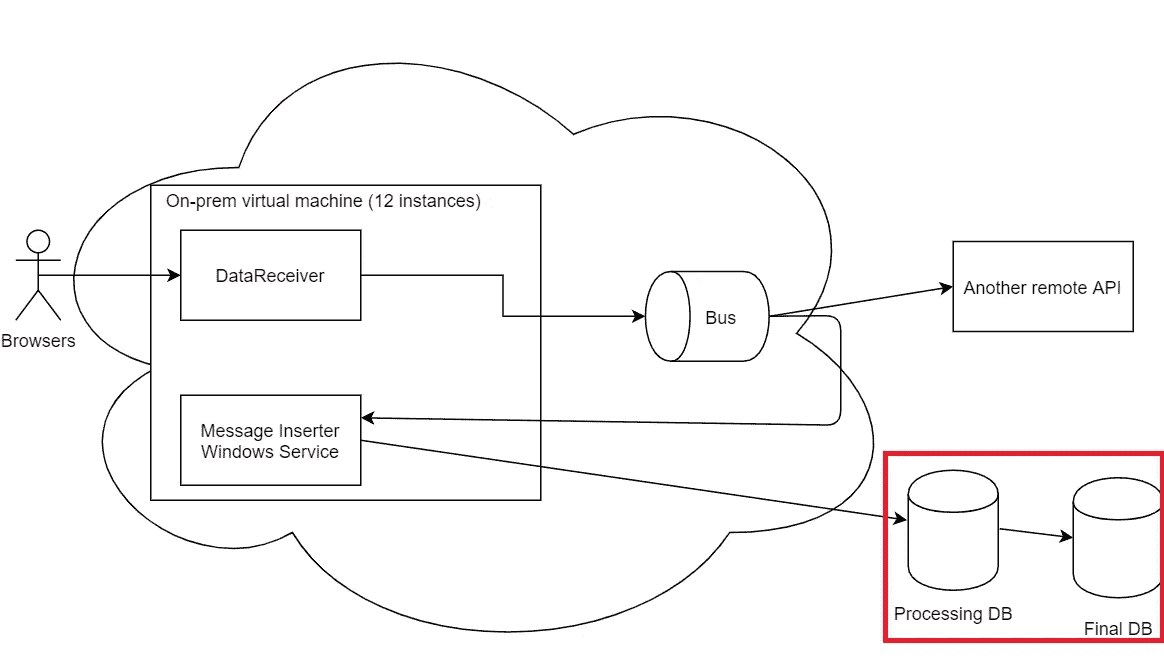 On-prem virtual machine (12 instances)
DataReceiver
Browsers
Bus
Another remote API
Message Inserter
Windows Service
Processing DB
Final DB